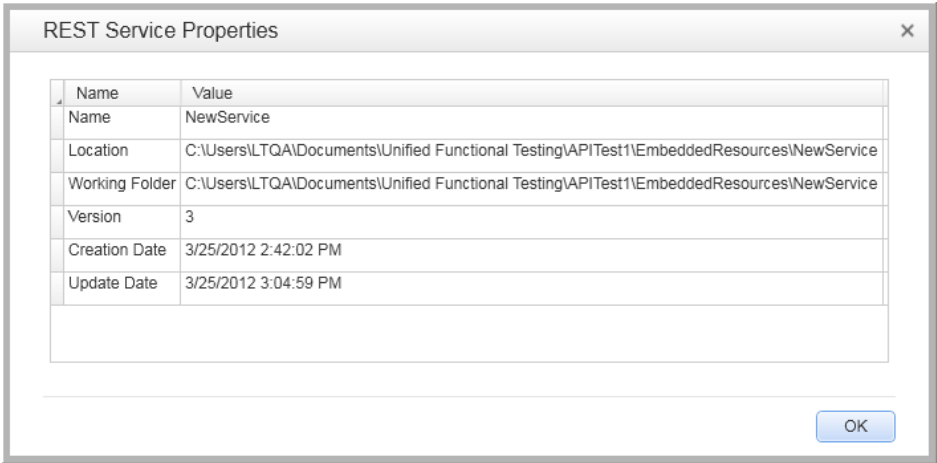 REST Service Properties
Name Value
Name NewService
Location C:\Users\LTQA\Documents\Unified Functional Testing\APITest1\EmbeddedResources\NewService
Working Folder C:\Users\LTQA\Documents\Unified Functional Testing\APITest1\EmbeddedResources\NewService
Version 3
Creation Date 3/25/2012 2:42:02 PM
Update Date 3/25/2012 3:04:59 PM
OK